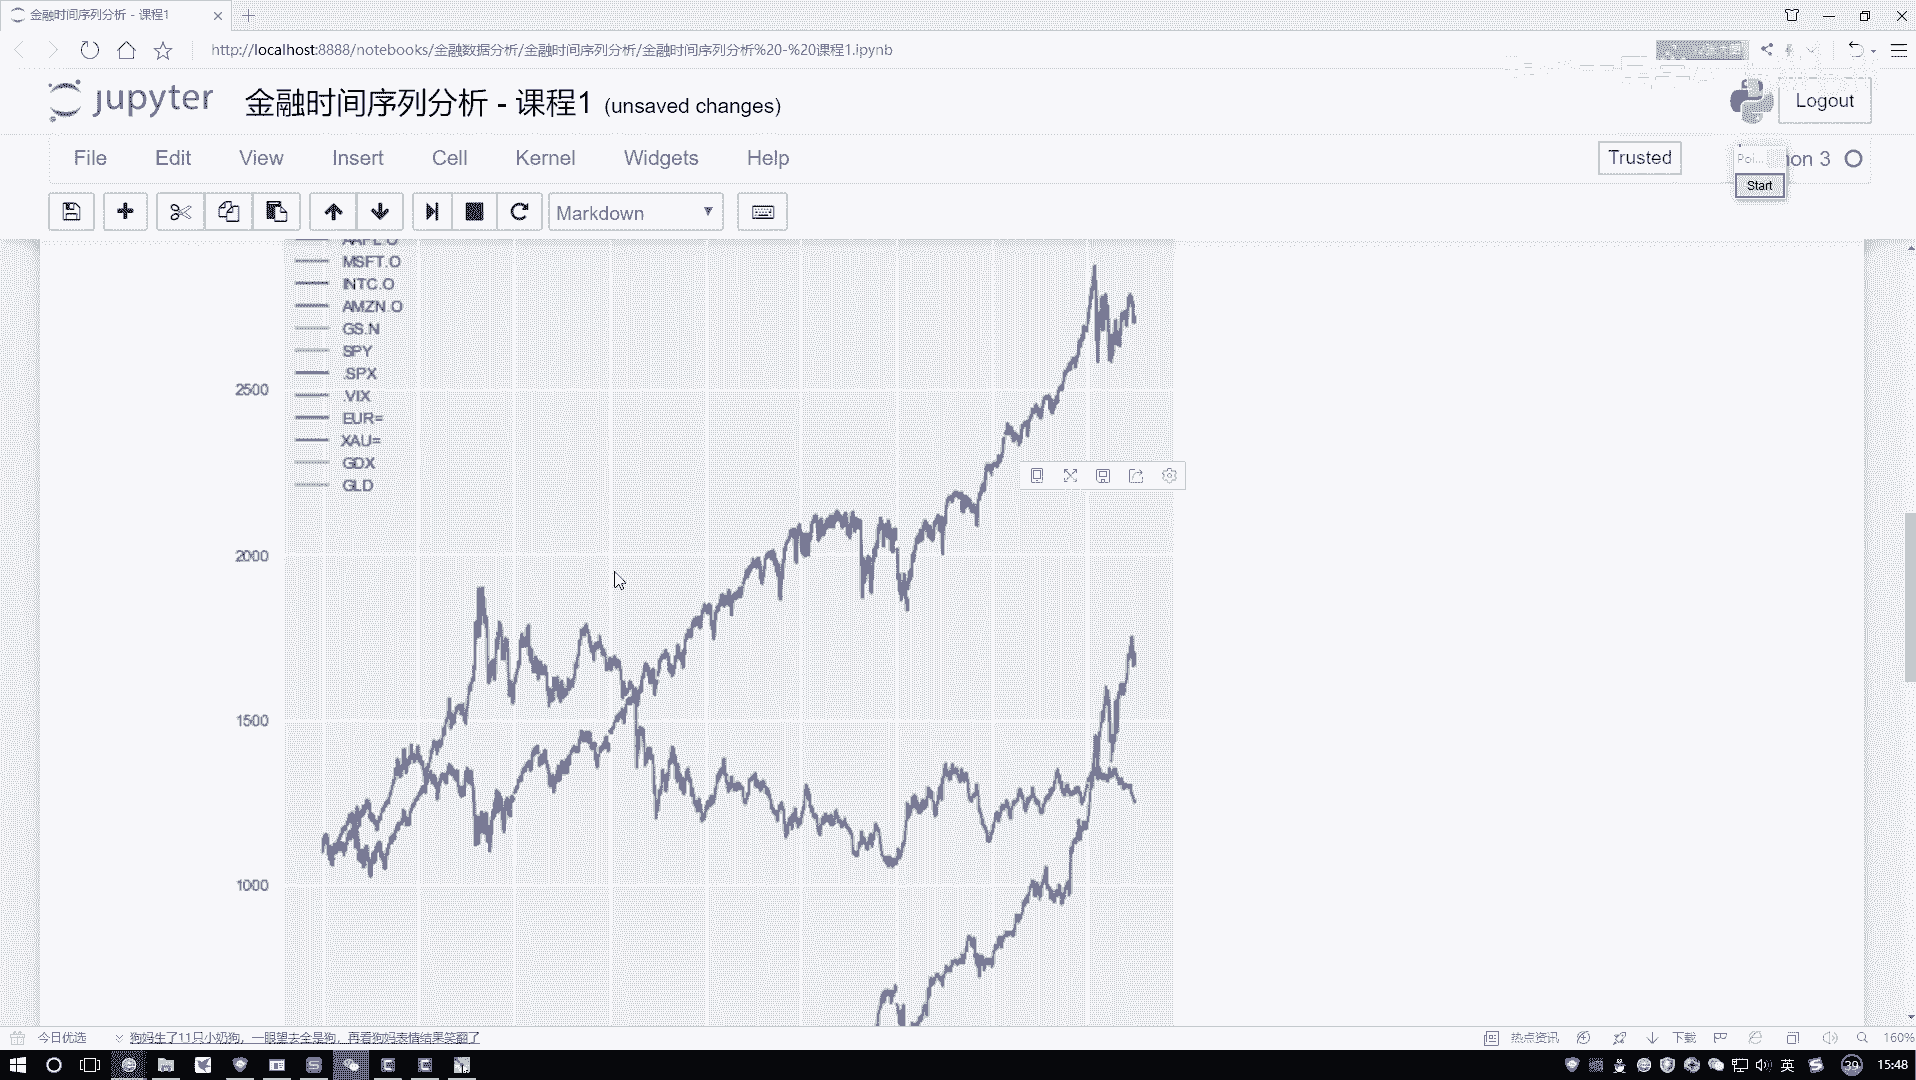 金融时间序列分析 - 课程1
http://localhost:8888/notebooks/金融数据分析/金融时间序列分析/金融时间序列分析%20-%20课程1.ipynb
jupyter 金融时间序列分析 - 课程1 (unsaved changes)
Logout
File Edit View Insert Cell Kernel Widgets Help
Trusted
Poi... on 3
Start
Markdown
AAPL.O
MSFT.O
INTC.O
AMZN.O
GS.N
SPY
.SPX
.VIX
EUR=
XAU=
GDX
GLD
2500
2000
1500
1000
今日优选 狗妈生了11只小奶狗，一眼望去全是狗，再看狗妈表情结果笑翻了
热点资讯 下载 160%
英 39 15:48